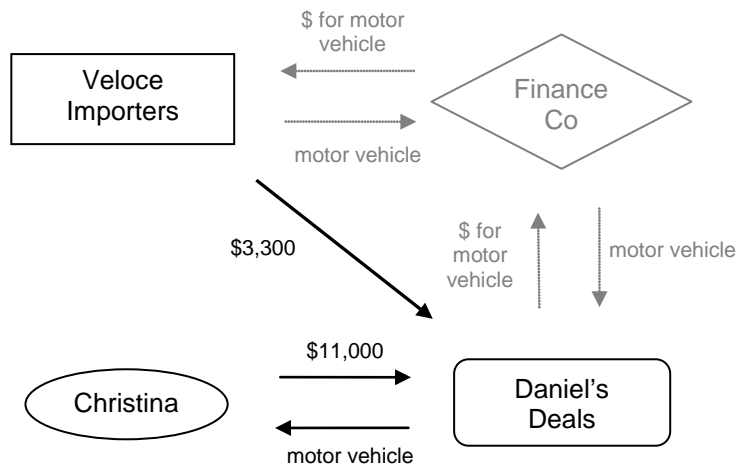 $ for motor
vehicle
Veloce
Importers
Finance
Co
motor vehicle
$3,300
$ for
motor
vehicle
motor vehicle
$11,000
Christina
Daniel's
Deals
motor vehicle